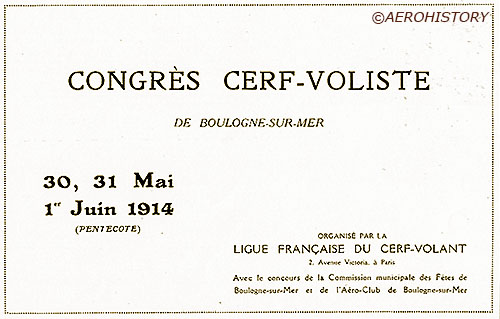 ©AEROHISTORY
CONGRÈS CERF-VOLISTE
DE BOULOGNE-SUR-MER
30, 31 Mai
1er Juin 1914
(PENTECOTE)
ORGANISÉ PAR LA
LIGUE FRANÇAISE DU CERF-VOLANT
2, Avenue Victoria, à Paris
Avec le concours de la Commission municipale des Fêtes de
Boulogne-sur-Mer et de l'Aéro-Club de Boulogne-sur-Mer